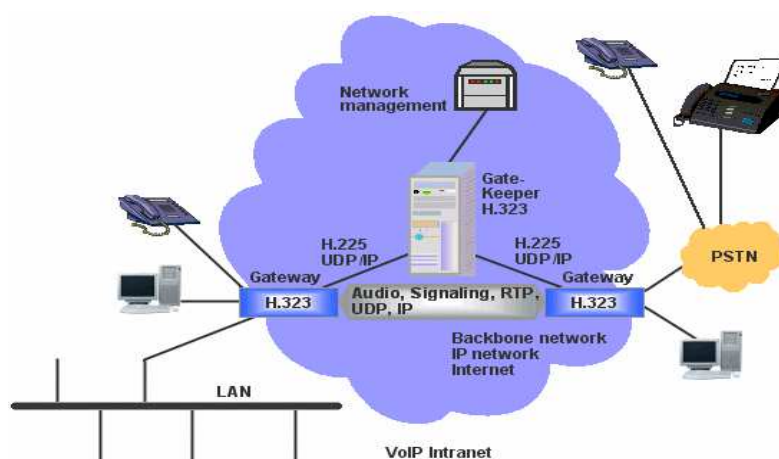 Network
management
Gate-
Keeper
H.323
H.225
UDP/IP
H.225
UDP/IP
PSTN
Gateway
Gateway
H.323
Audio, Signaling, RTP,
UDP, IP
H.323
Backbone network
IP network
Internet
LAN
VoIP Intranet